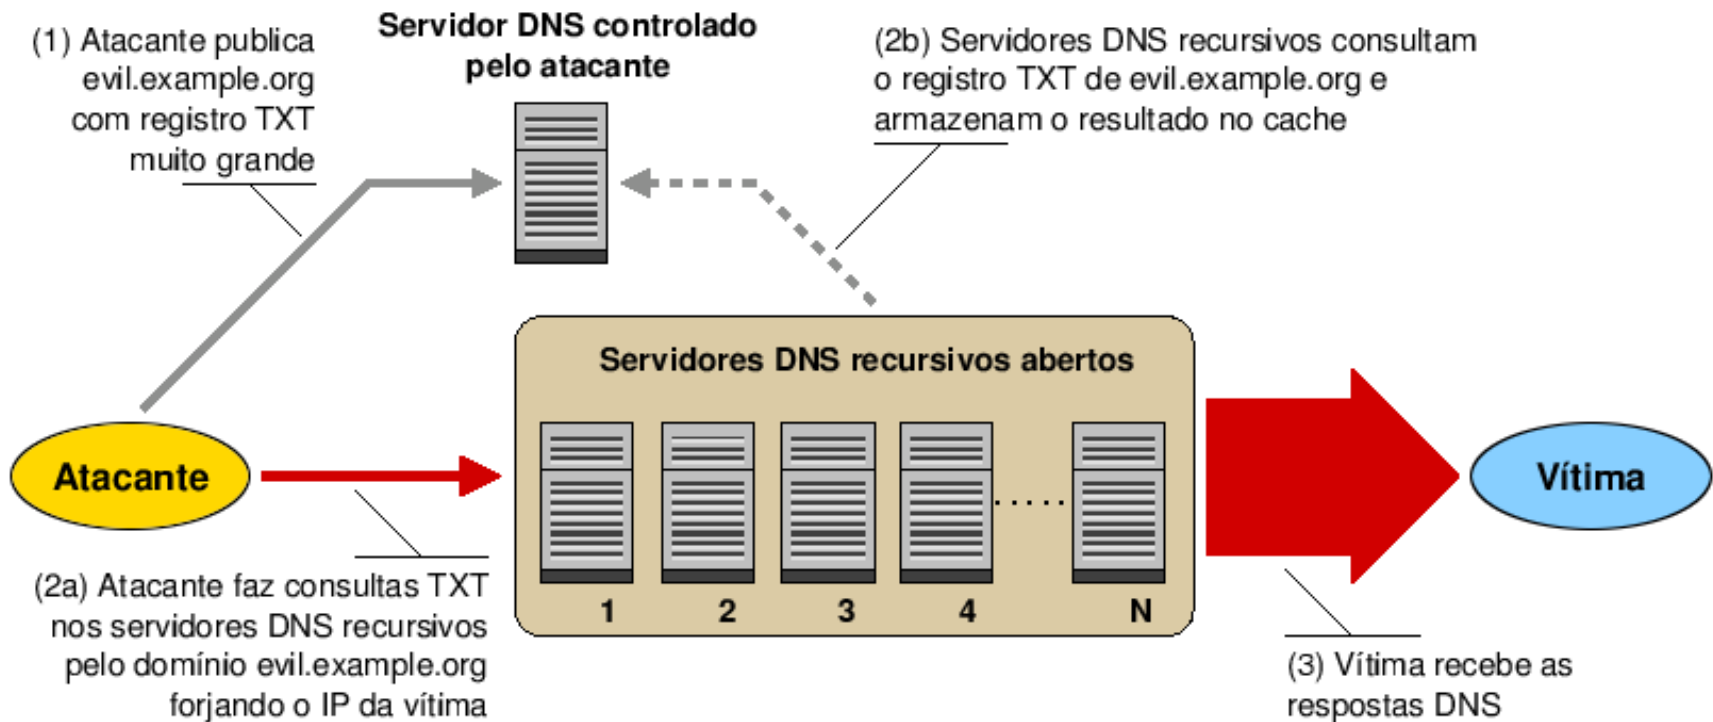 (1) Atacante publica
evil.example.org
com registro TXT
muito grande
Servidor DNS controlado
pelo atacante
(2b) Servidores DNS recursivos consultam
o registro TXT de evil.example.org e
armazenam o resultado no cache
Servidores DNS recursivos abertos
Atacante
1 2 3 4 ...... N
Vítima
(2a) Atacante faz consultas TXT
nos servidores DNS recursivos
pelo domínio evil.example.org
forjando o IP da vítima
(3) Vítima recebe as
respostas DNS